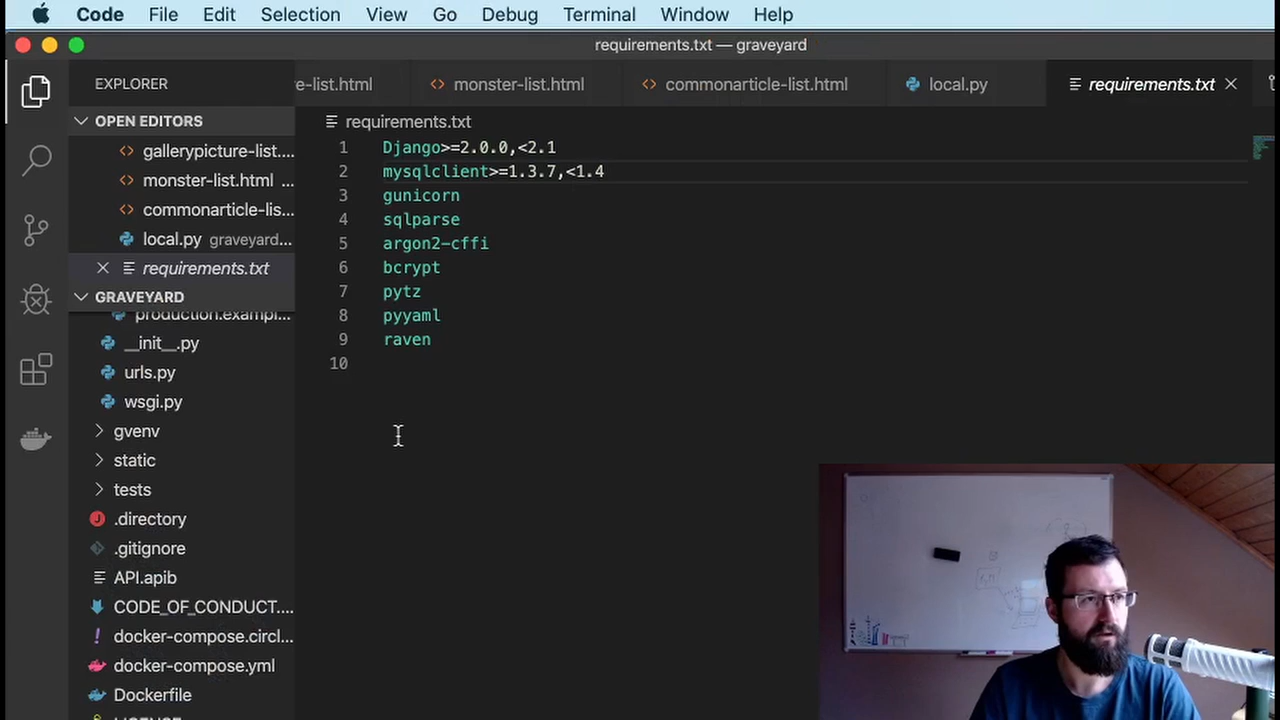 Code File Edit Selection View Go Debug Terminal Window Help
requirements.txt — graveyard
EXPLORER
e-list.html monster-list.html commonarticle-list.html local.py requirements.txt
OPEN EDITORS
gallerypicture-list....
monster-list.html ...
commonarticle-lis...
local.py graveyard...
requirements.txt
GRAVEYARD
production.exampl...
__init__.py
urls.py
wsgi.py
gvenv
static
tests
.directory
.gitignore
API.apib
CODE_OF_CONDUCT....
docker-compose.circl...
docker-compose.yml
Dockerfile
LICENSE
requirements.txt
1 Django>=2.0.0,<2.1
2 mysqlclient>=1.3.7,<1.4
3 gunicorn
4 sqlparse
5 argon2-cffi
6 bcrypt
7 pytz
8 pyyaml
9 raven
10